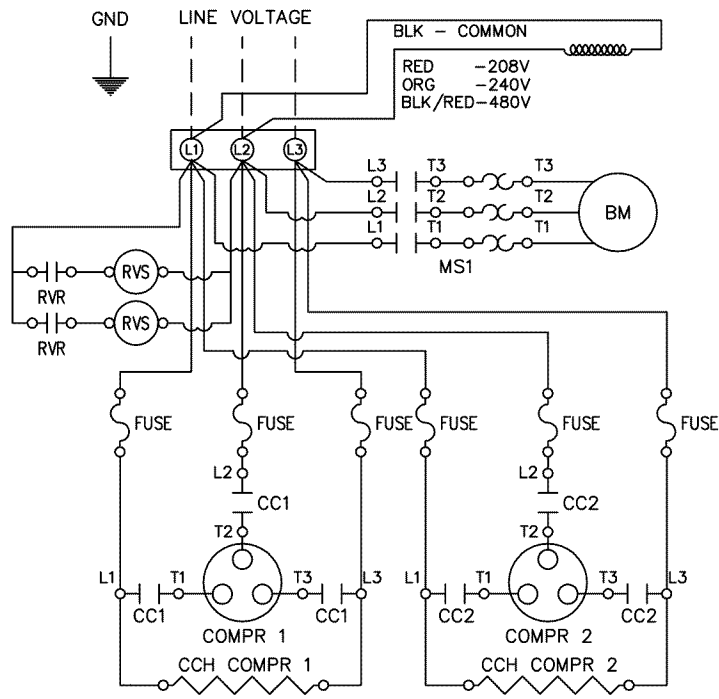 GND LINE VOLTAGE
BLK - COMMON
RED -208V
ORG -240V
BLK/RED-480V
L1 L2 L3
L3 T3 T3
L2 T2 T2
BM
L1 T1 T1
MS1
RVS
RVR
RVS
RVR
FUSE FUSE FUSE FUSE FUSE FUSE
L2 L2
CC1 CC2
T2 T2
L1 T1 T3 L3 L1 T1 T3 L3
CC1 CC1 CC2 CC2
COMPR 1 COMPR 2
CCH COMPR 1 CCH COMPR 2